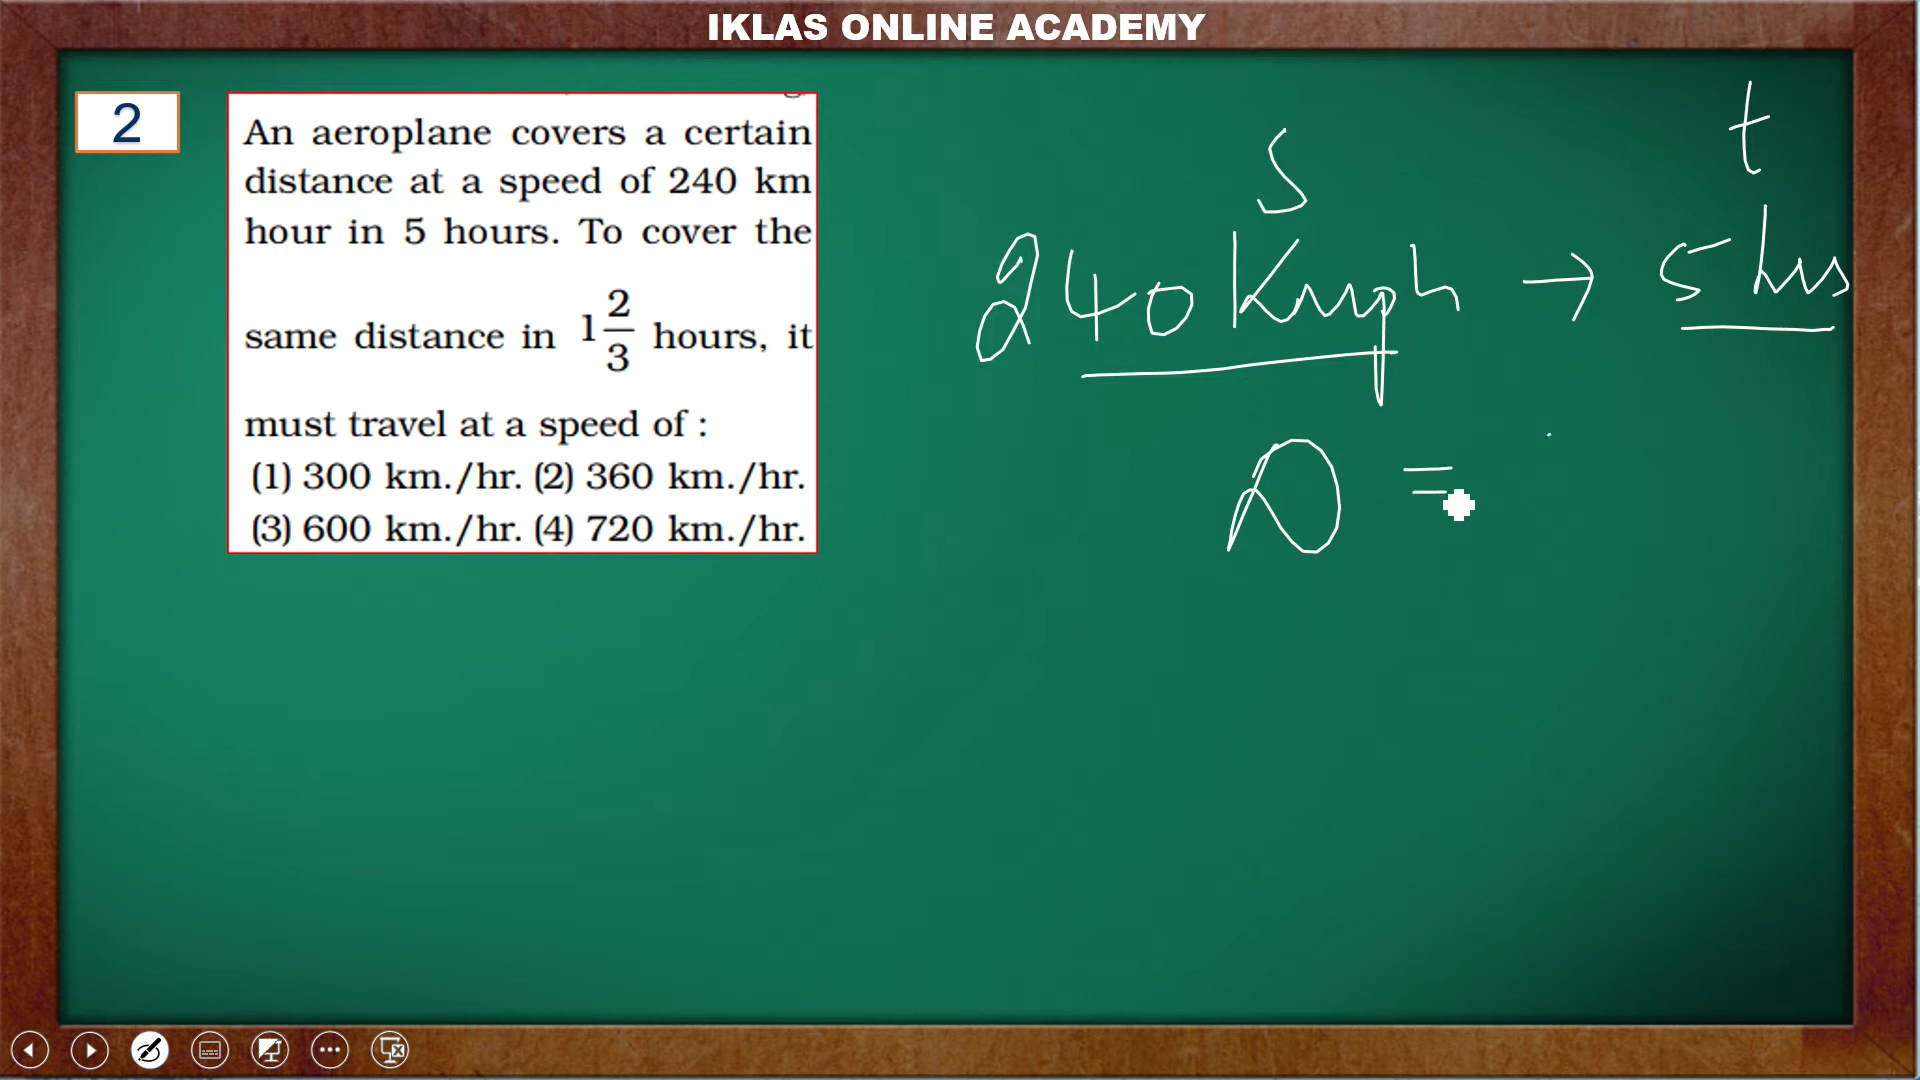 IKLAS ONLINE ACADEMY
2
An aeroplane covers a certain
distance at a speed of 240 km
hour in 5 hours. To cover the
same distance in 1 2/3 hours, it
must travel at a speed of :
(1) 300 km./hr. (2) 360 km./hr.
(3) 600 km./hr. (4) 720 km./hr.
S t
240 Kmph → 5 hrs
D =